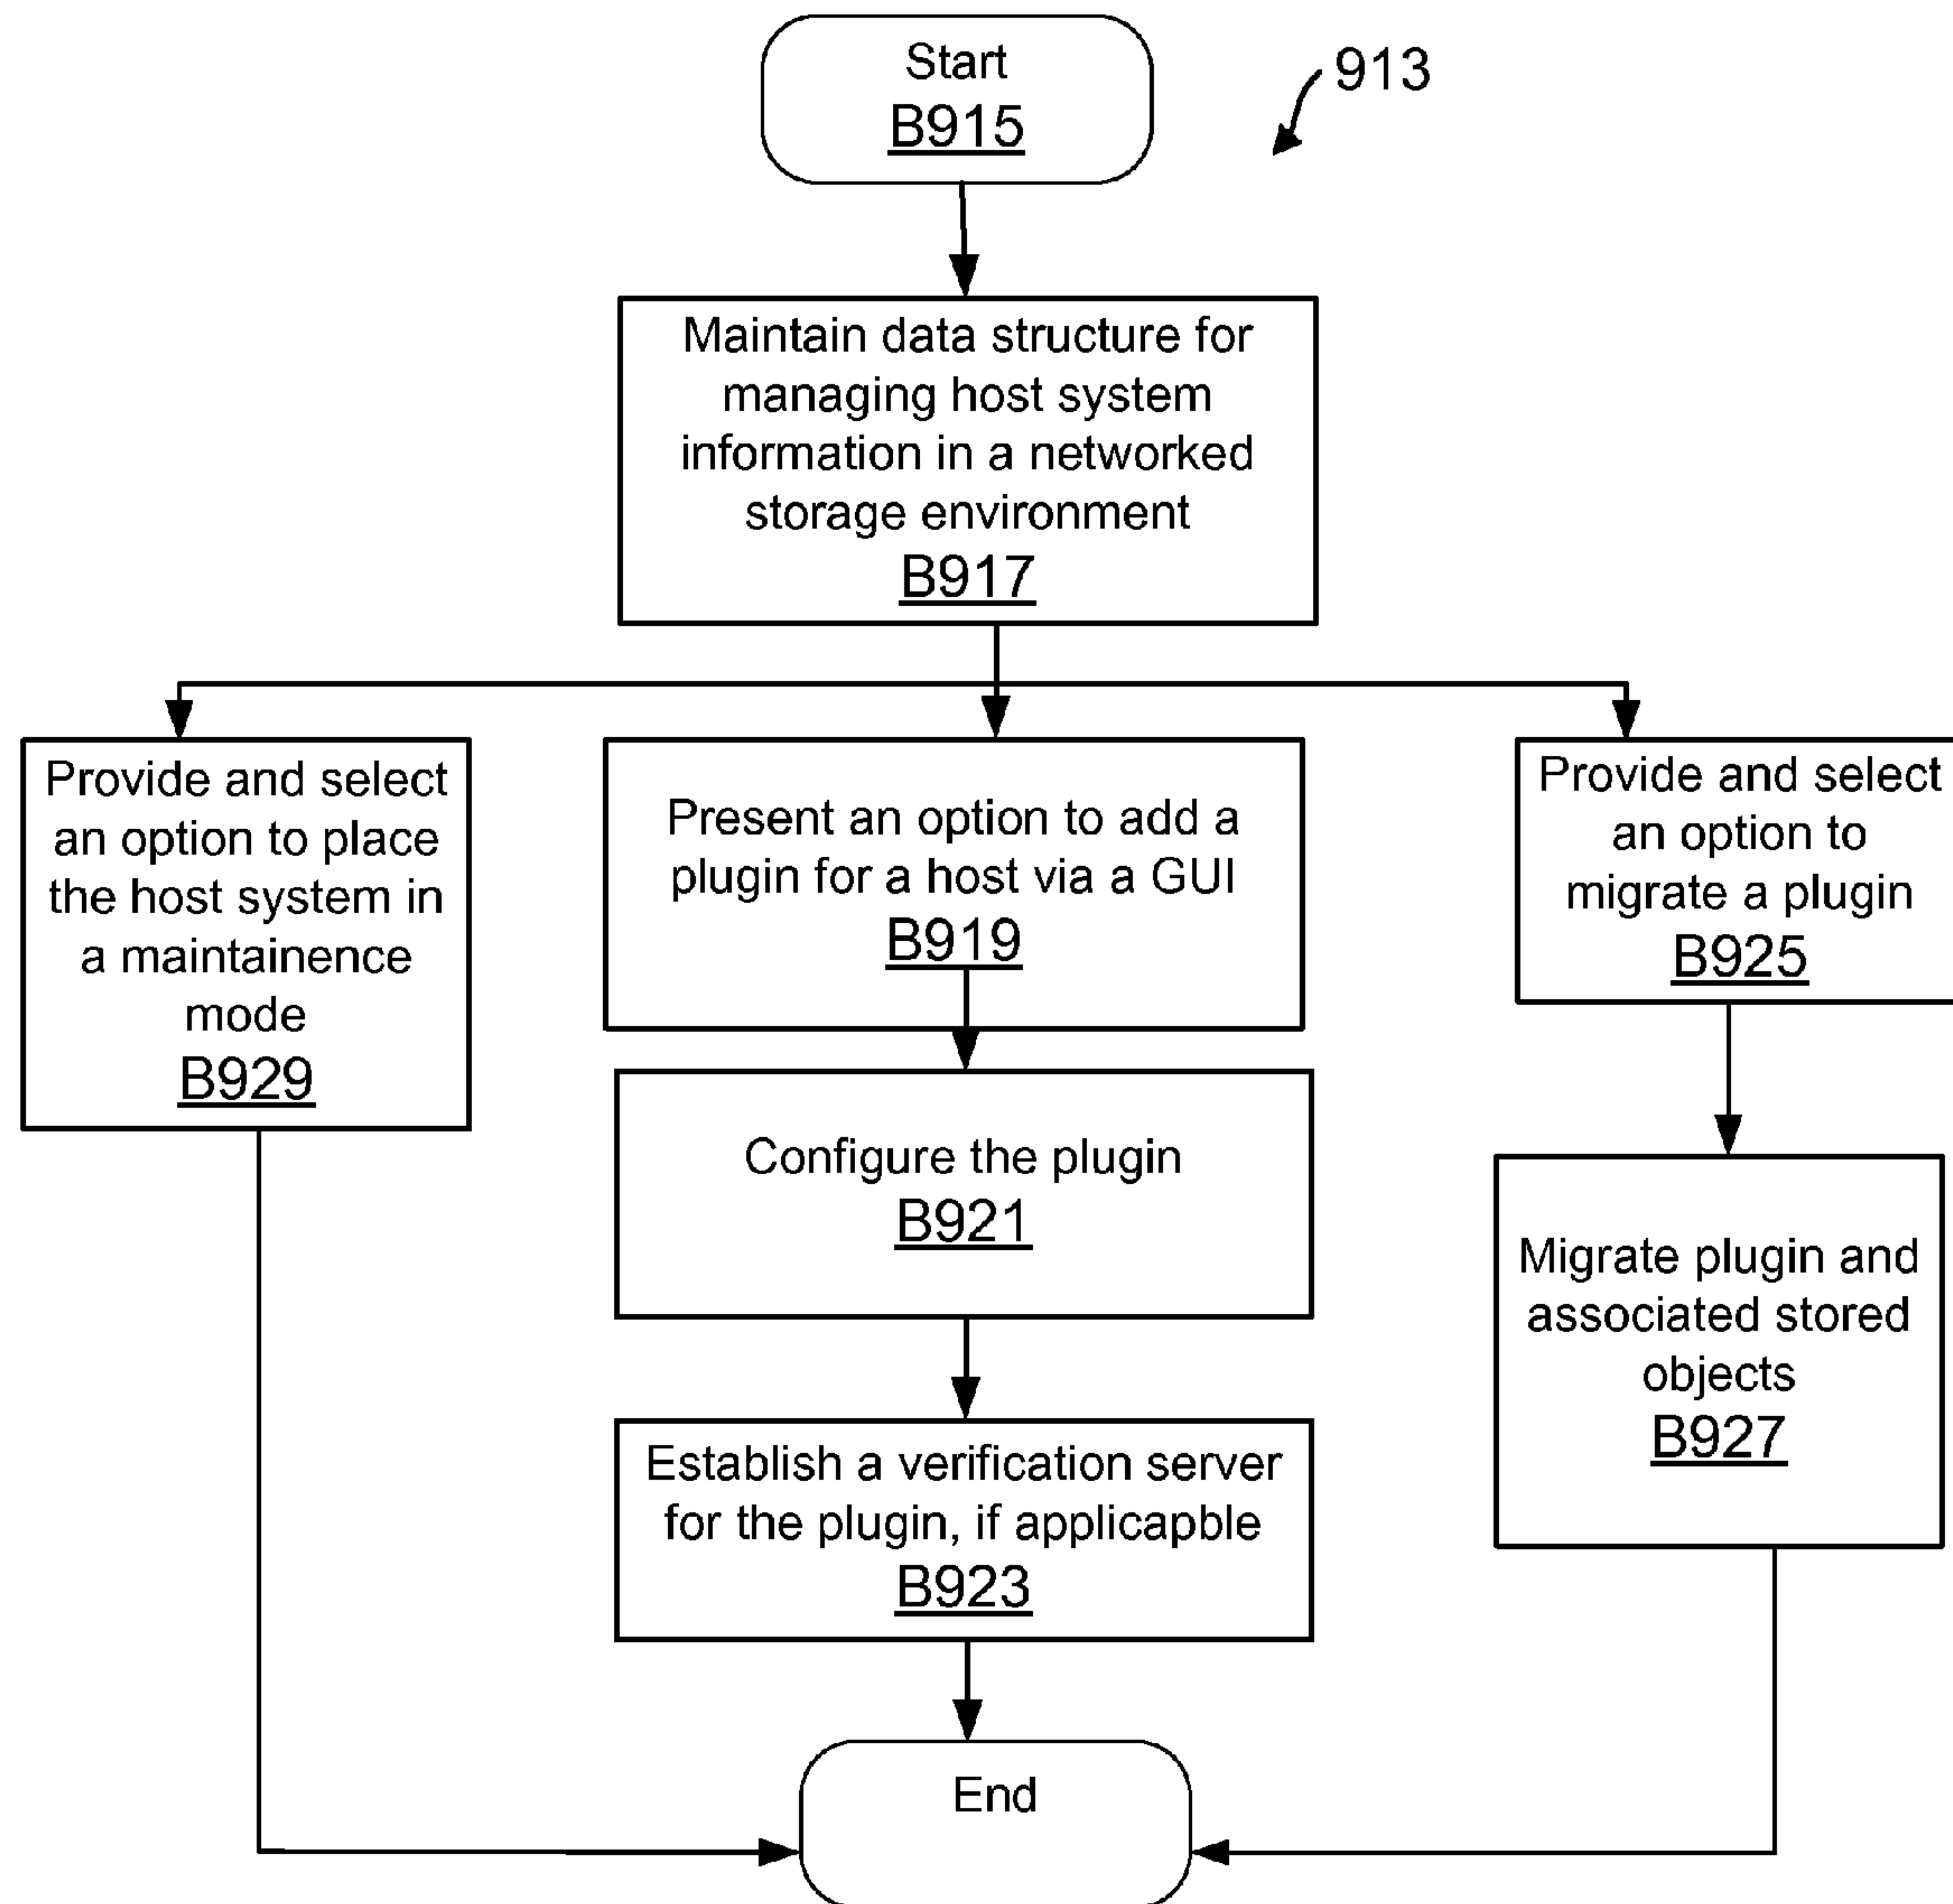 Start
B915
913
Maintain data structure for
managing host system
information in a networked
storage environment
B917
Provide and select
an option to place
the host system in
a maintainence
mode
B929
Present an option to add a
plugin for a host via a GUI
B919
Configure the plugin
B921
Establish a verification server
for the plugin, if applicapble
B923
Provide and select
an option to
migrate a plugin
B925
Migrate plugin and
associated stored
objects
B927
End